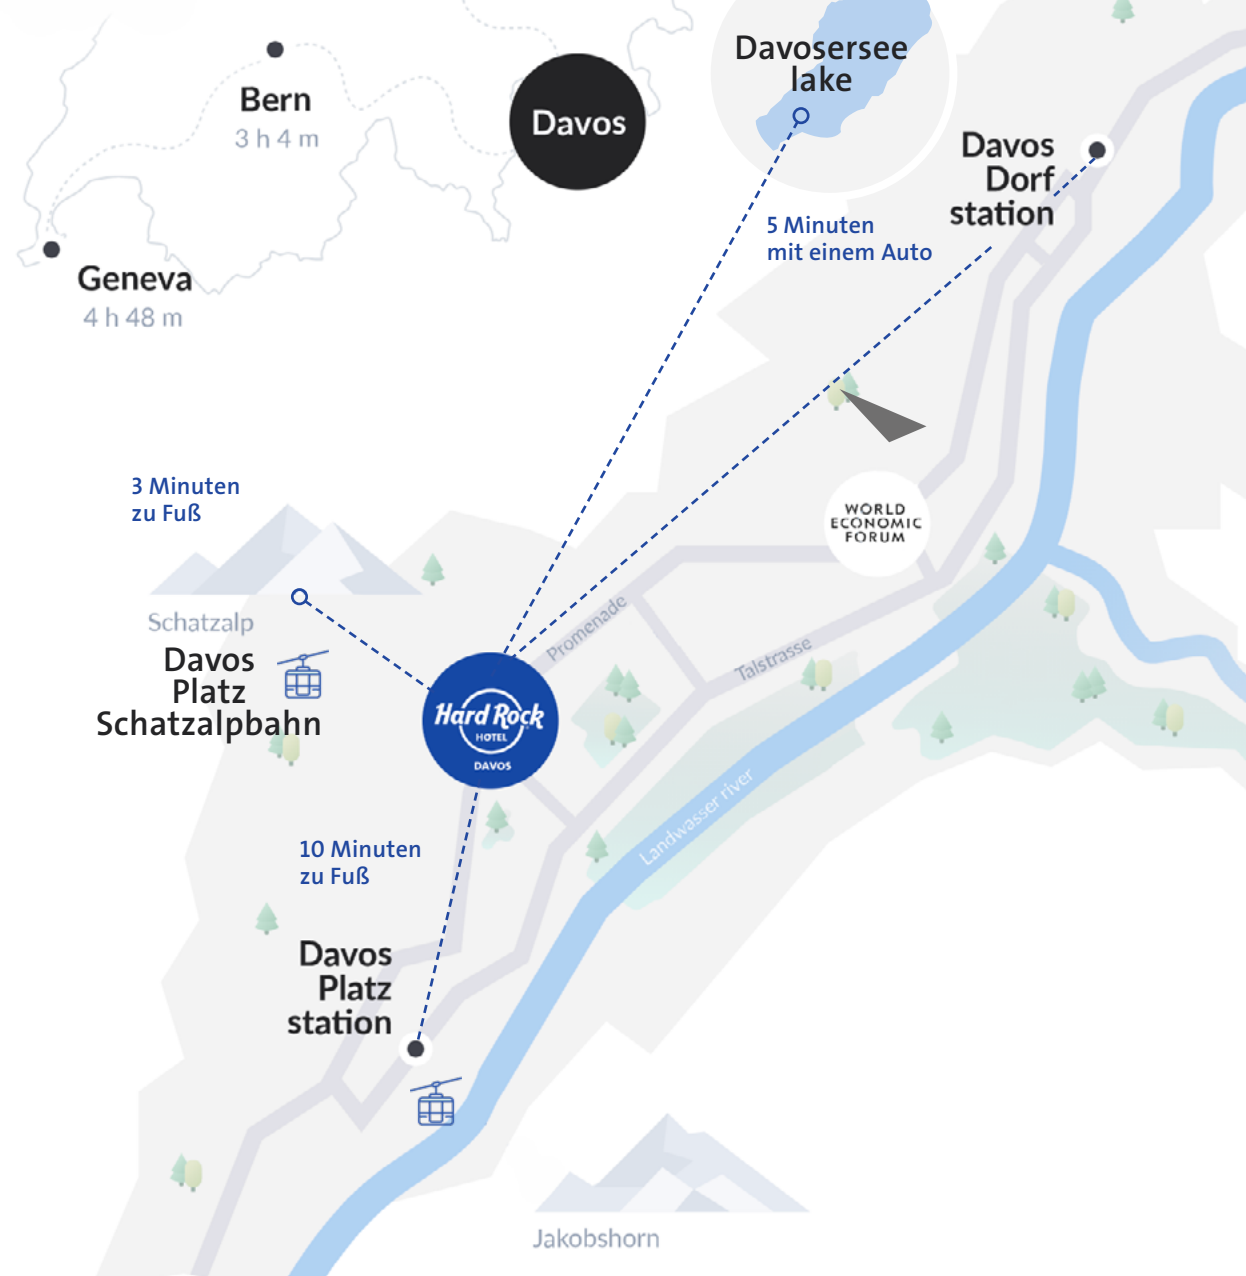 Davosersee
lake
Bern
3 h 4 m
Davos
Davos
Dorf
station
5 Minuten
mit einem Auto
Geneva
4 h 48 m
3 Minuten
zu Fuß
WORLD
ECONOMIC
FORUM
Schatzalp
Promenade
Talstrasse
Davos
Platz
Schatzalpbahn
Hard Rock
HOTEL
DAVOS
Landwasser river
10 Minuten
zu Fuß
Davos
Platz
station
Jakobshorn